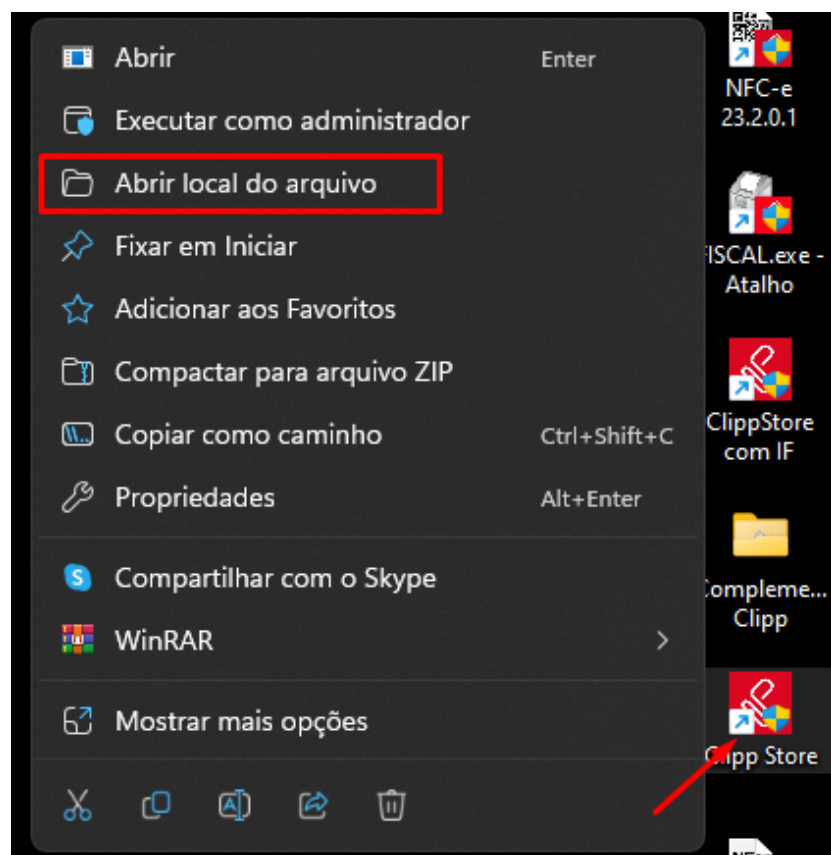 Abrir Enter
Executar como administrador
Abrir local do arquivo
Fixar em Iniciar
Adicionar aos Favoritos
Compactar para arquivo ZIP
Copiar como caminho Ctrl+Shift+C
Propriedades Alt+Enter
Compartilhar com o Skype
WinRAR
Mostrar mais opções
NFC-e
23.2.0.1
ISCAL.exe -
Atalho
ClippStore
com IF
ompleme...
Clipp
Clipp Store